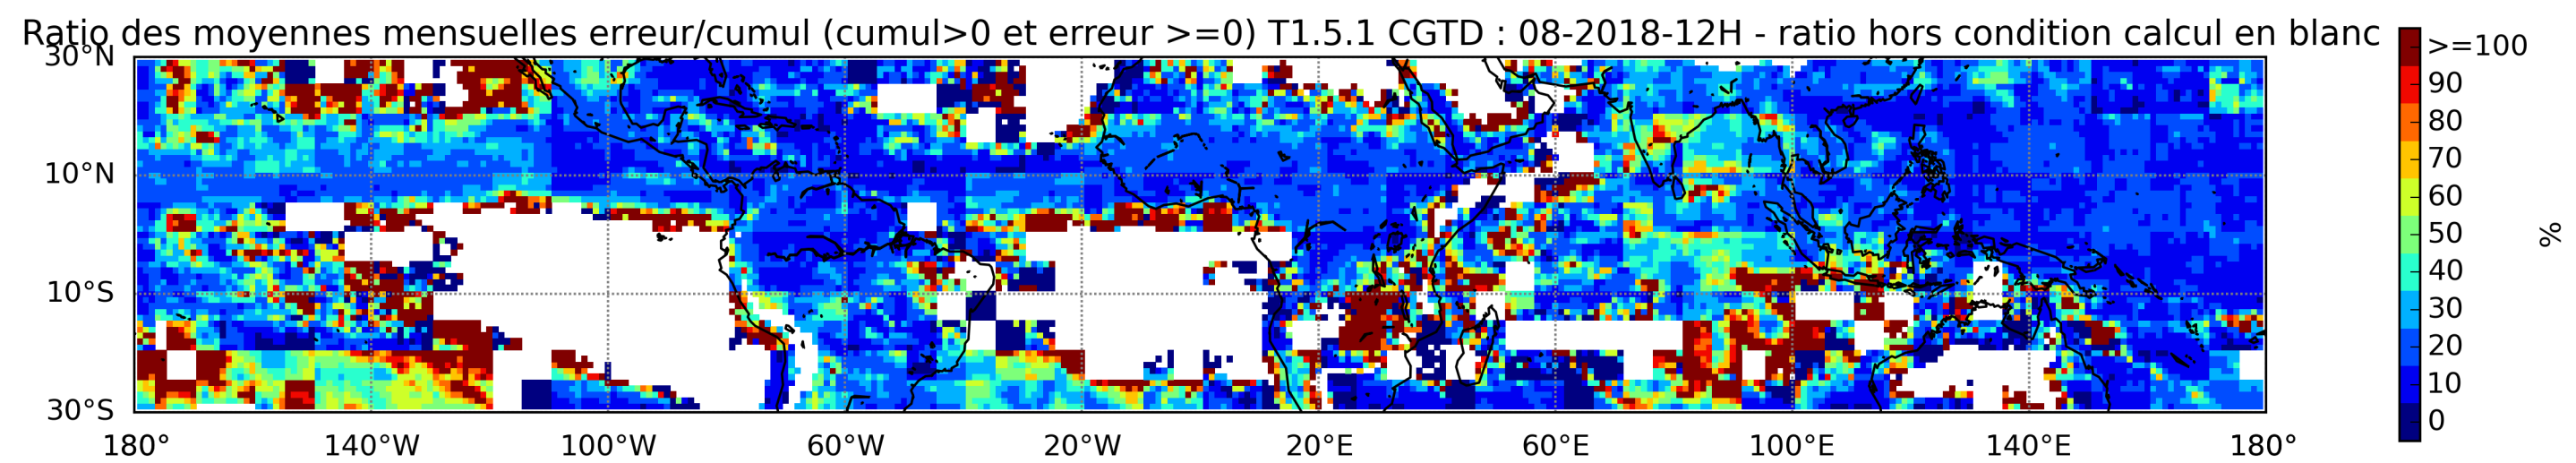 Ratio des moyennes mensuelles erreur/cumul (cumul>0 et erreur >=0) T1.5.1 CGTD : 08-2018-12H - ratio hors condition calcul en blanc
30°N
10°N
10°S
30°S
180° 140°W 100°W 60°W 20°W 20°E 60°E 100°E 140°E 180°
>=100
90
80
70
60
50
40
30
20
10
0
%